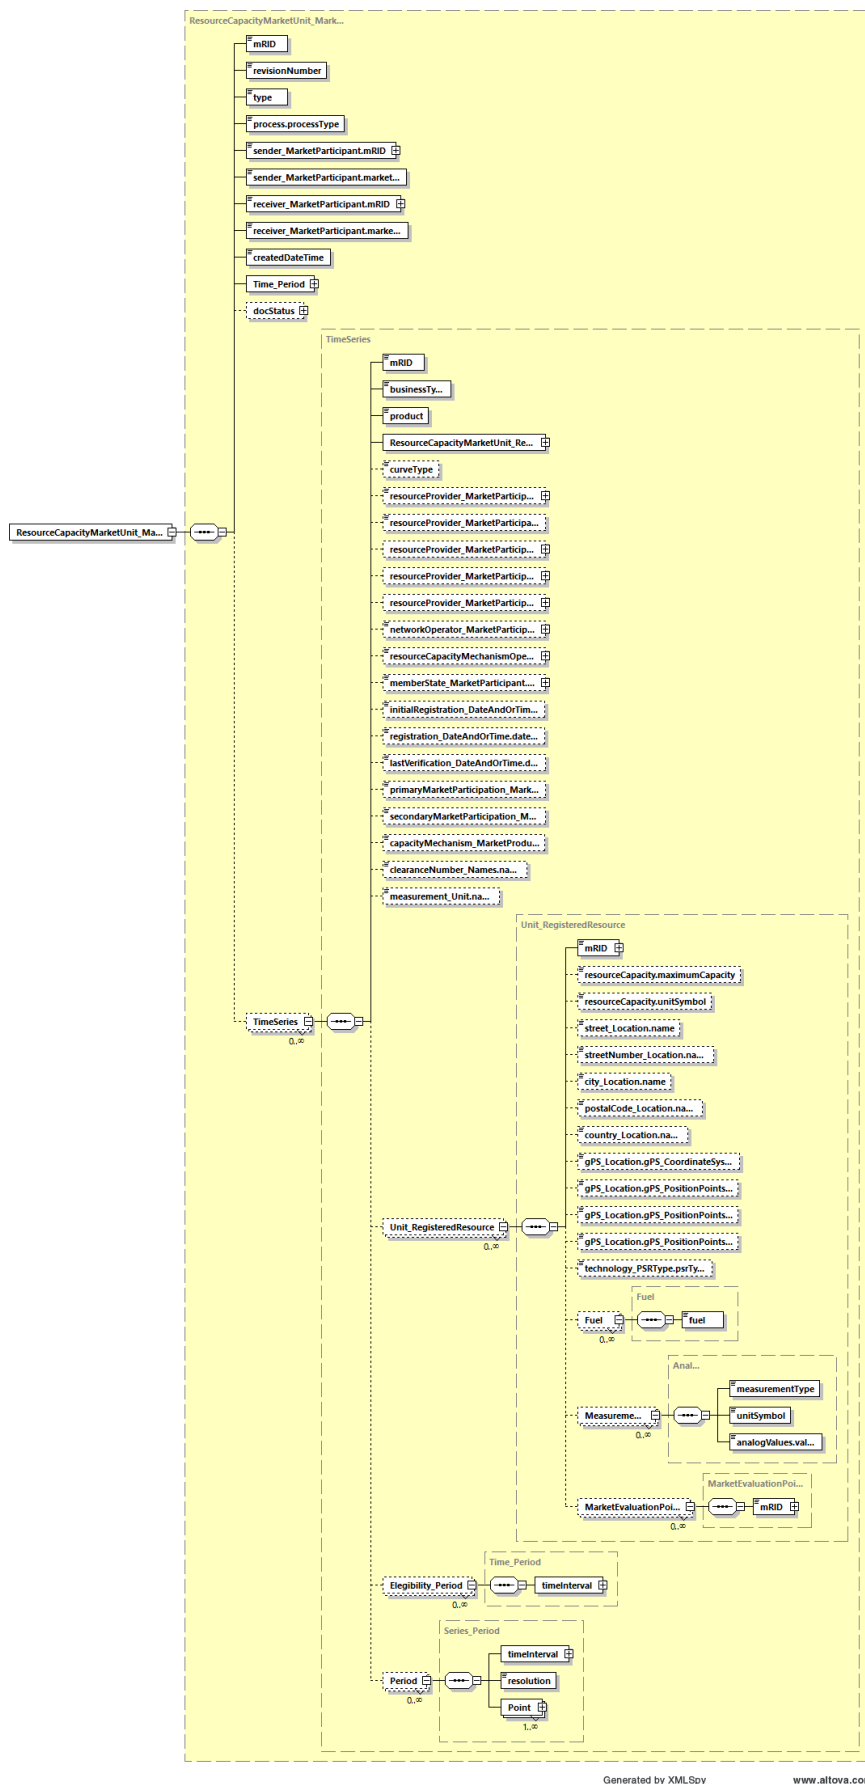 ResourceCapacityMarketUnit_Mark...
mRID
revisionNumber
type
process.processType
sender_MarketParticipant.mRID
sender_MarketParticipant.market...
receiver_MarketParticipant.mRID
receiver_MarketParticipant.marke...
createdDateTime
Time_Period
docStatus
TimeSeries
mRID
businessTy...
product
ResourceCapacityMarketUnit_Re...
curveType
resourceProvider_MarketParticip...
ResourceCapacityMarketUnit_Ma...
resourceProvider_MarketParticipa...
resourceProvider_MarketParticip...
resourceProvider_MarketParticip...
resourceProvider_MarketParticip...
networkOperator_MarketParticip...
resourceCapacityMechanismOpe...
memberState_MarketParticipant....
initialRegistration_DateAndOrTim...
registration_DateAndOrTime.date...
lastVerification_DateAndOrTime.d...
primaryMarketParticipation_Mark...
secondaryMarketParticipation_M...
capacityMechanism_MarketProdu...
clearanceNumber_Names.na...
measurement_Unit.na...
Unit_RegisteredResource
mRID
resourceCapacity.maximumCapacity
resourceCapacity.unitSymbol
TimeSeries
0..∞
street_Location.name
streetNumber_Location.na...
city_Location.name
postalCode_Location.na...
country_Location.na...
gPS_Location.gPS_CoordinateSys...
gPS_Location.gPS_PositionPoints...
gPS_Location.gPS_PositionPoints...
Unit_RegisteredResource
0..∞
gPS_Location.gPS_PositionPoints...
technology_PSRType.psrTy...
Fuel
Fuel
0..∞
fuel
Anal...
measurementType
Measureme...
0..∞
unitSymbol
analogValues.val...
MarketEvaluationPoi...
MarketEvaluationPoi...
0..∞
mRID
Time_Period
Elegibility_Period
0..∞
timeInterval
Series_Period
timeInterval
Period
0..∞
resolution
Point
1..∞
Generated by XMLSpy
www.altova.com